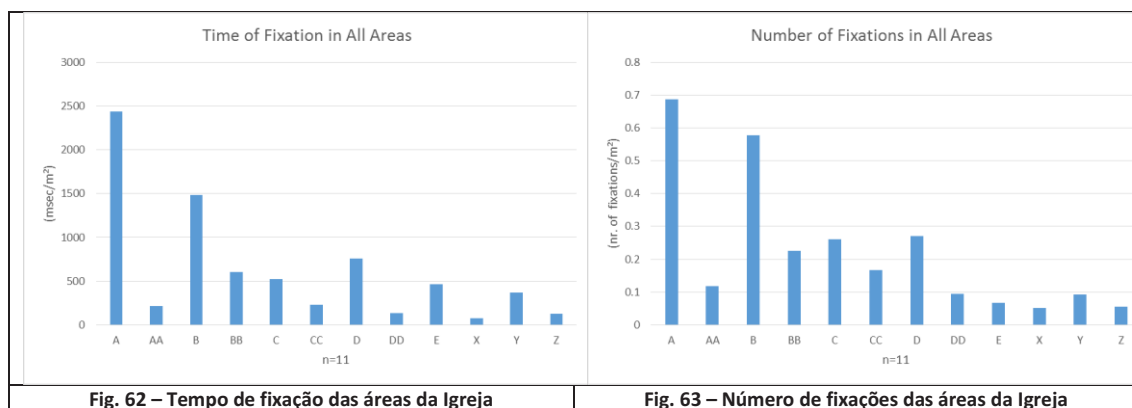 Time of Fixation in All Areas
(msec/m²)
3000
2500
2000
1500
1000
500
0
A AA B BB C CC D DD E X Y Z
n=11
Fig. 62 – Tempo de fixação das áreas da Igreja
Number of Fixations in All Areas
(nr. of fixations/m²)
0.8
0.7
0.6
0.5
0.4
0.3
0.2
0.1
0
A AA B BB C CC D DD E X Y Z
n=11
Fig. 63 – Número de fixações das áreas da Igreja